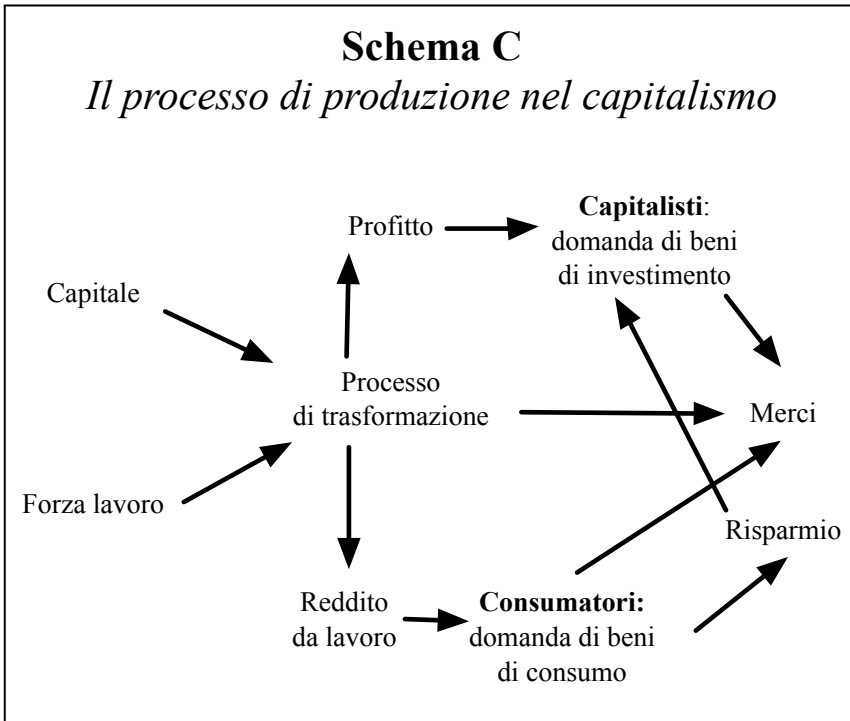 Schema C
Il processo di produzione nel capitalismo
Profitto
Capitalisti:
domanda di beni
di investimento
Capitale
Processo
di trasformazione
Merci
Forza lavoro
Risparmio
Reddito
da lavoro
Consumatori:
domanda di beni
di consumo